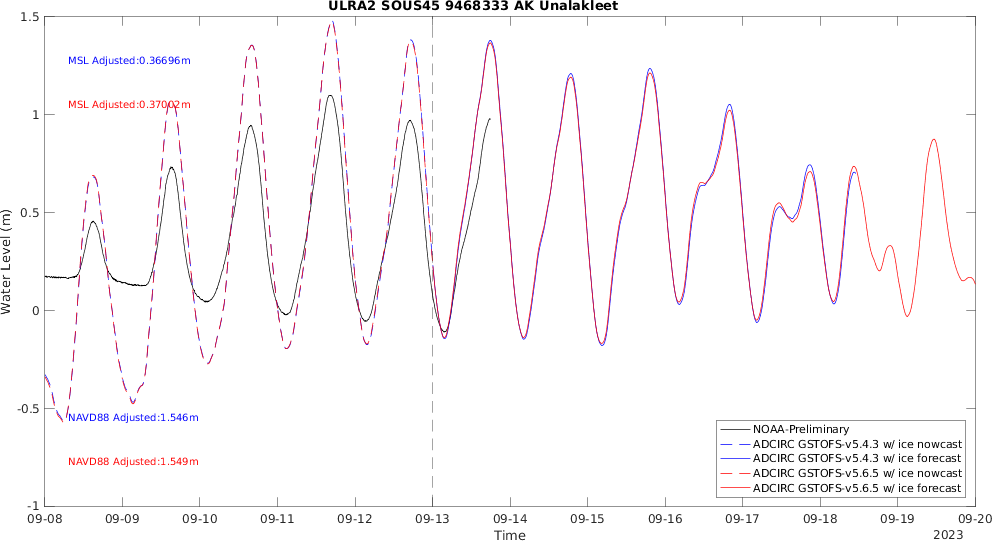 ULRA2 SOUS45 9468333 AK Unalakleet
1.5
1
0.5
0
-0.5
-1
Water Level (m)
MSL Adjusted:0.36696m
MSL Adjusted:0.37002m
NAVD88 Adjusted:1.546m
NAVD88 Adjusted:1.549m
NOAA-Preliminary
ADCIRC GSTOFS-v5.4.3 w/ ice nowcast
ADCIRC GSTOFS-v5.4.3 w/ ice forecast
ADCIRC GSTOFS-v5.6.5 w/ ice nowcast
ADCIRC GSTOFS-v5.6.5 w/ ice forecast
09-08 09-09 09-10 09-11 09-12 09-13 09-14 09-15 09-16 09-17 09-18 09-19 09-20
Time
2023